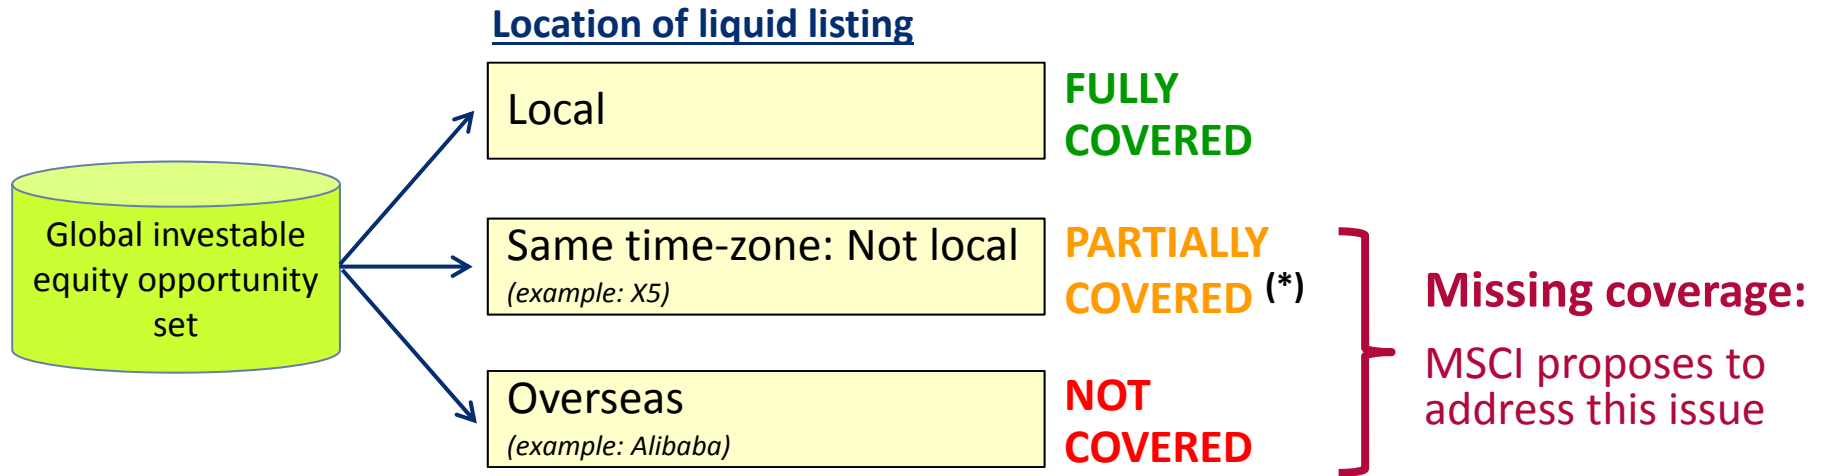 Location of liquid listing
Global investable
equity opportunity
set
Local
FULLY
COVERED
Same time-zone: Not local
(example: X5)
PARTIALLY
COVERED (*)
Overseas
(example: Alibaba)
NOT
COVERED
Missing coverage:
MSCI proposes to
address this issue